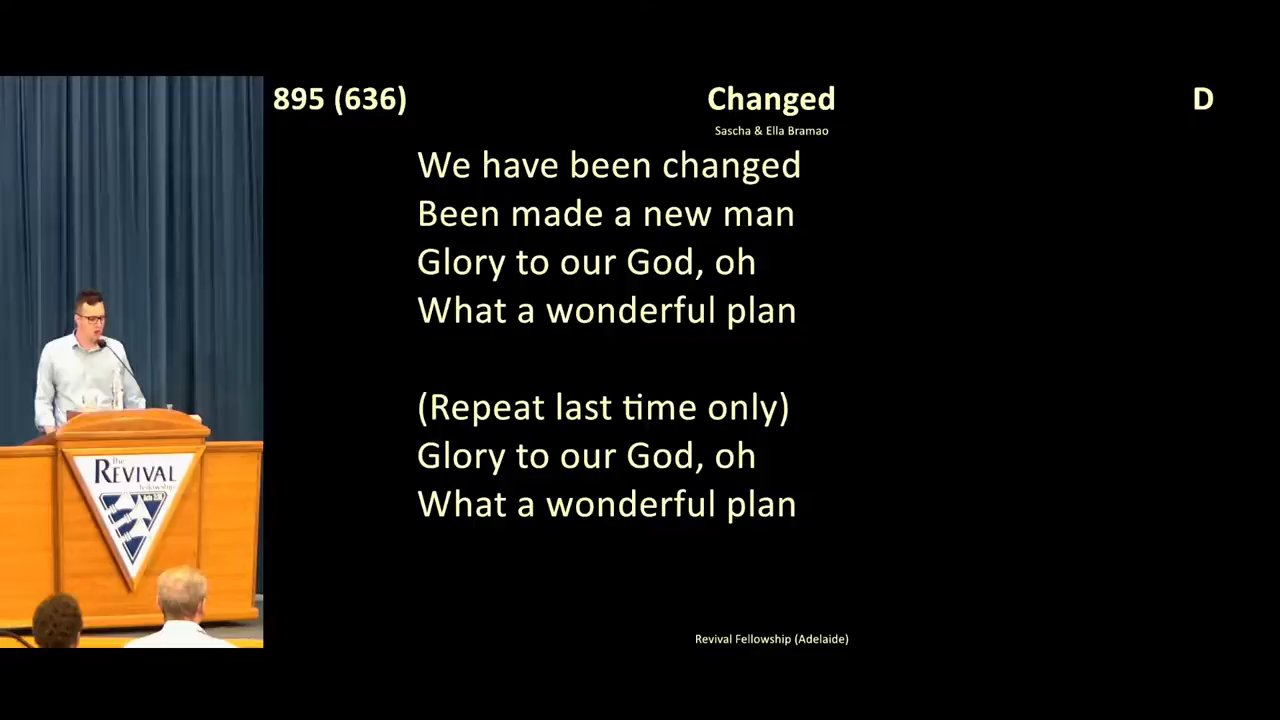 895 (636)
Changed
D
Sascha & Ella Bramao
We have been changed
Been made a new man
Glory to our God, oh
What a wonderful plan
(Repeat last time only)
Glory to our God, oh
What a wonderful plan
The
REVIVAL
Fellowship
Revival Fellowship (Adelaide)